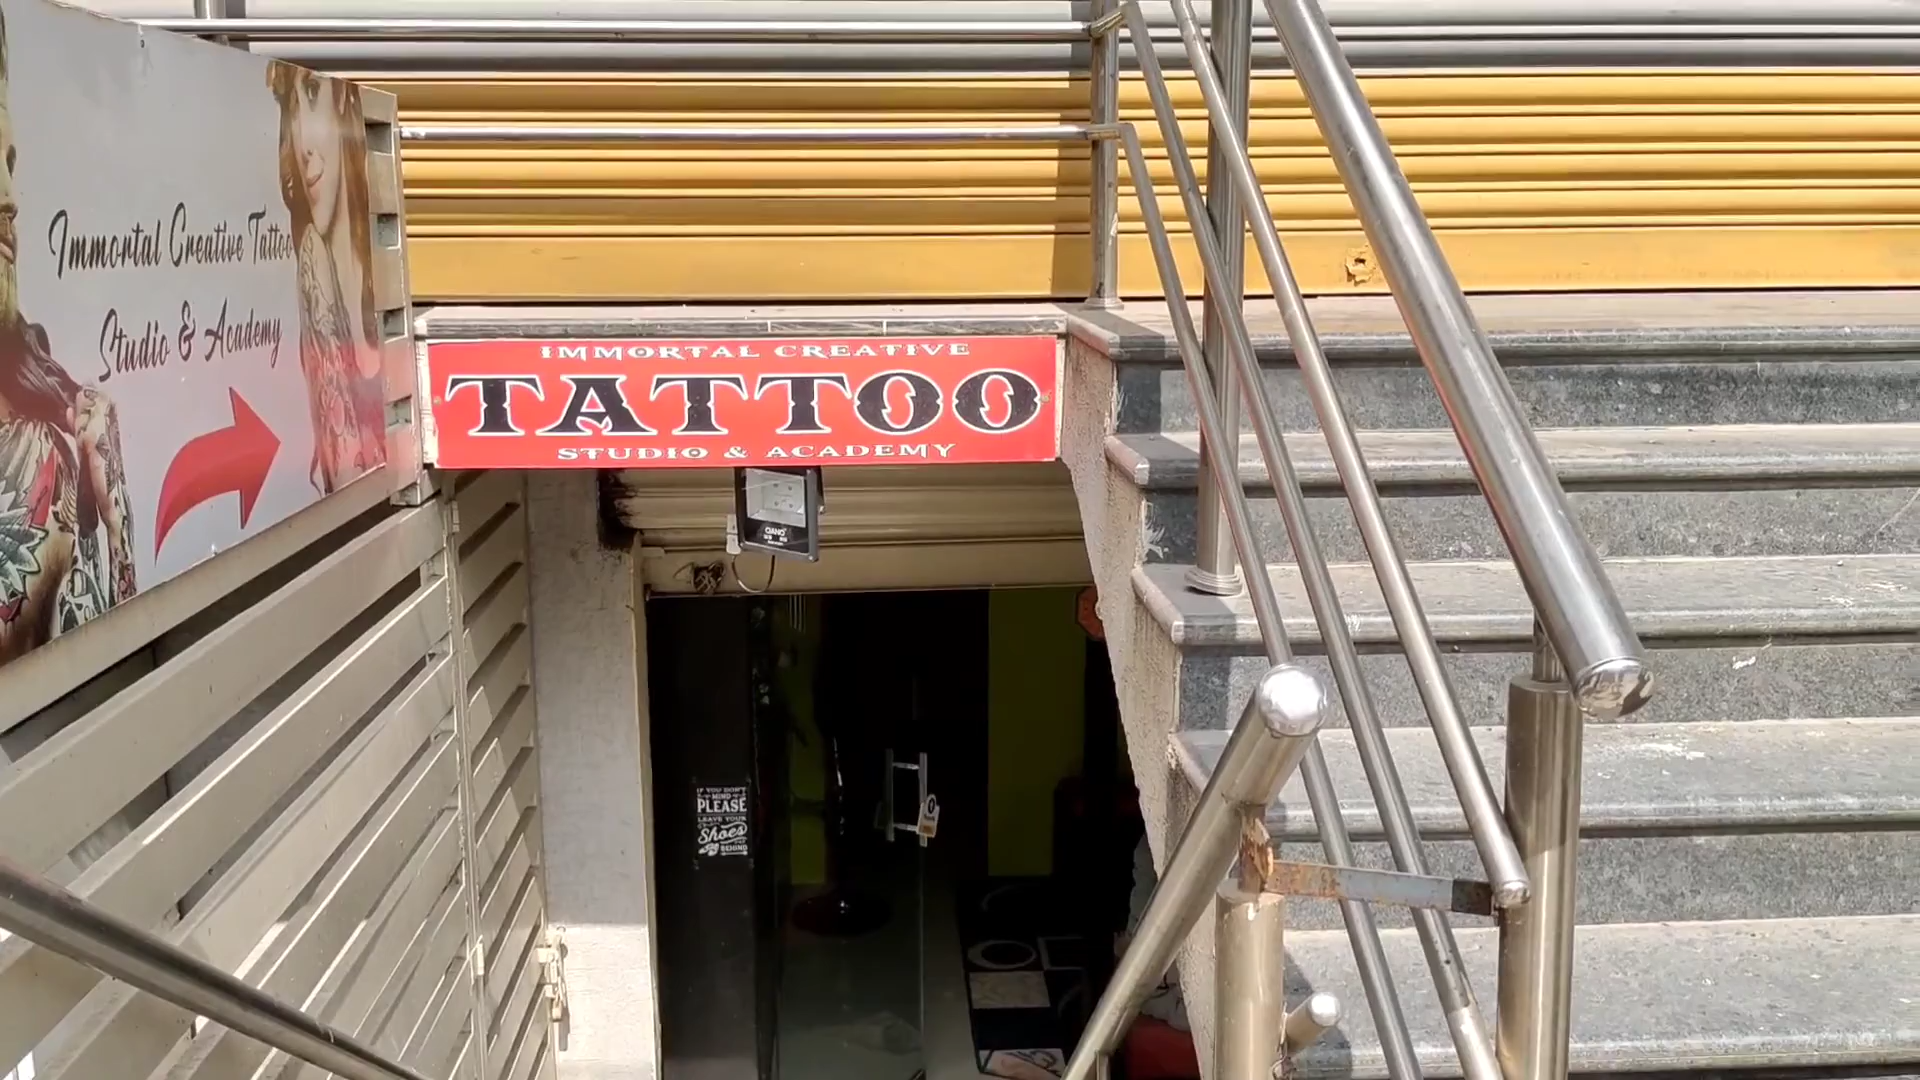 Immortal Creative Tattoo
Studio & Academy
IMMORTAL CREATIVE
TATTOO
STUDIO & ACADEMY
IF YOU DON'T
MIND
PLEASE
LEAVE YOUR
Shoes
BEHIND